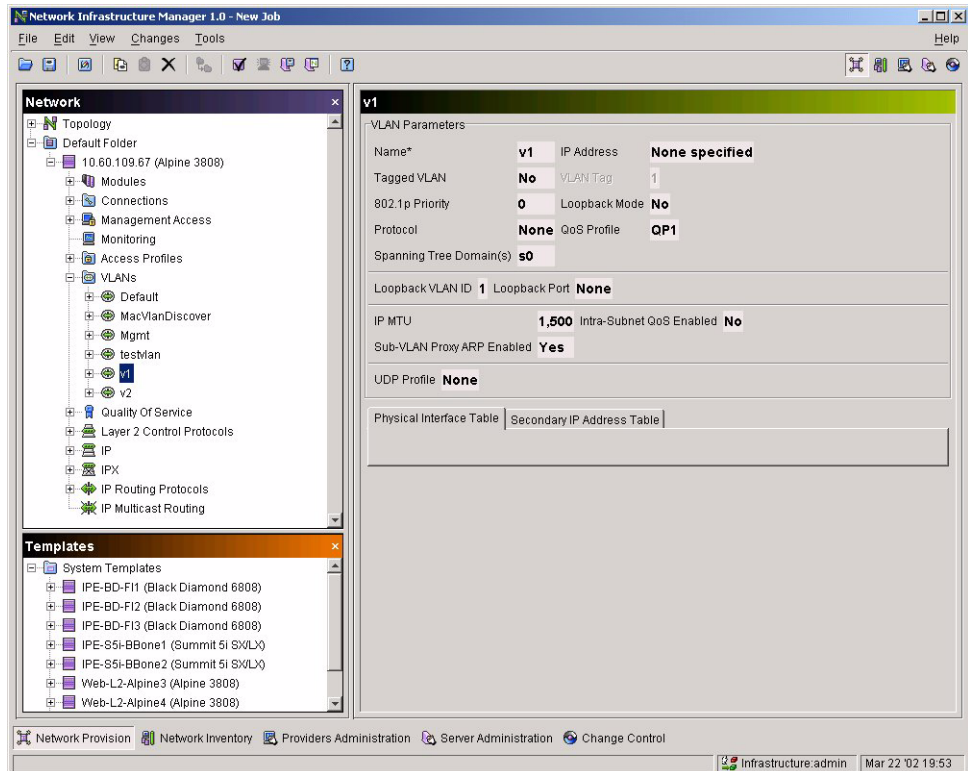 Network Infrastructure Manager 1.0 - New Job
File Edit View Changes Tools Help
Network
Topology
Default Folder
10.60.109.67 (Alpine 3808)
Modules
Connections
Management Access
Monitoring
Access Profiles
VLANs
Default
MacVlanDiscover
Mgmt
testvlan
v1
v2
Quality Of Service
Layer 2 Control Protocols
IP
IPX
IP Routing Protocols
IP Multicast Routing
Templates
System Templates
IPE-BD-FI1 (Black Diamond 6808)
IPE-BD-FI2 (Black Diamond 6808)
IPE-BD-FI3 (Black Diamond 6808)
IPE-S5i-BBone1 (Summit 5i SX/LX)
IPE-S5i-BBone2 (Summit 5i SX/LX)
Web-L2-Alpine3 (Alpine 3808)
Web-L2-Alpine4 (Alpine 3808)
v1
VLAN Parameters
Name* v1 IP Address None specified
Tagged VLAN No VLAN Tag 1
802.1p Priority 0 Loopback Mode No
Protocol None QoS Profile QP1
Spanning Tree Domain(s) s0
Loopback VLAN ID 1 Loopback Port None
IP MTU 1,500 Intra-Subnet QoS Enabled No
Sub-VLAN Proxy ARP Enabled Yes
UDP Profile None
Physical Interface Table Secondary IP Address Table
Network Provision Network Inventory Providers Administration Server Administration Change Control
Infrastructure:admin Mar 22 '02 19:53